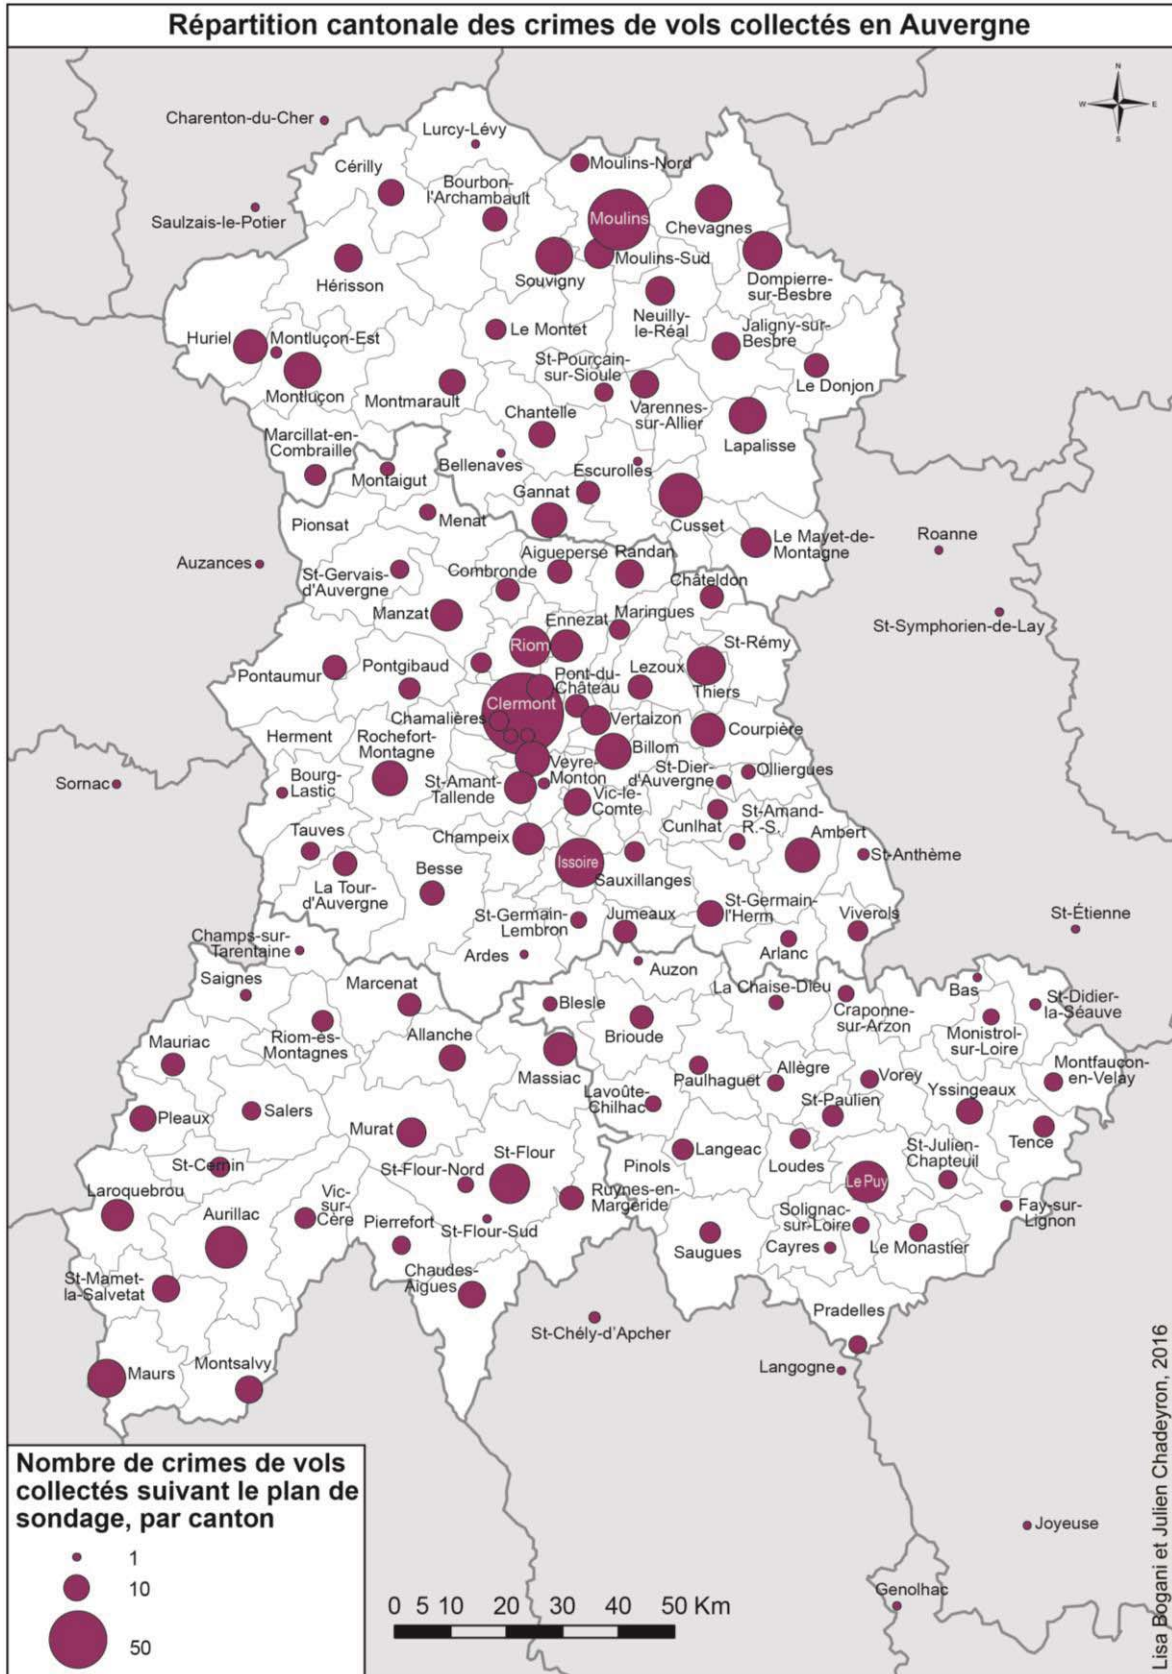 Répartition cantonale des crimes de vols collectés en Auvergne
N
W
E
S
Charenton-du-Cher
Lurcy-Lévy
Moulins-Nord
Cérilly
Bourbon-
l'Archambault
Saulzais-le-Potier
Moulins
Chevagnes
Moulins-Sud
Souvigny
Hérisson
Dompierre-
sur-Besbre
Neuilly-
le-Réal
Huriel
Montluçon-Est
Le Montet
Jaligny-sur-
Besbre
St-Pourçain-
sur-Sioule
Le Donjon
Montluçon
Montmarault
Varennes-
sur-Allier
Chantelle
Lapalisse
Marcillat-en-
Combraille
Bellenaves
Escurolles
Montaigut
Gannat
Cusset
Pionsat
Menat
Le Mayet-de-
Montagne
Roanne
Auzances
St-Gervais-
d'Auvergne
Combronde
Aigueperse
Randan
Châteldon
Manzat
Ennezat
Maringues
St-Symphorien-de-Lay
Riom
St-Rémy
Pontaumur
Pontgibaud
Pont-du-
Château
Lezoux
Thiers
Clermont
Chamalières
Vertaizon
Courpière
Herment
Rochefort-
Montagne
Billom
Veyre-
Monton
St-Dier-
d'Auvergne
Olliergues
Sornac
Bourg-
Lastic
St-Amant-
Tallende
Vic-le-
Comte
Cunlhat
St-Amand-
R.-S.
Ambert
Tauves
Champeix
St-Anthème
La Tour-
d'Auvergne
Besse
Issoire
Sauxillanges
St-Germain-
l'Herm
Viverols
St-Étienne
St-Germain-
Lembron
Jumeaux
Arlanc
Champs-sur-
Tarentaine
Ardes
Auzon
Saignes
Marcenat
Blesle
La Chaise-Dieu
Bas
St-Didier-
la-Séauve
Craponne-
sur-Arzon
Riom-ès-
Montagnes
Allanche
Brioude
Monistrol-
sur-Loire
Mauriac
Massiac
Paulhaguet
Allègre
Vorey
Yssingeaux
Montfaucon-
en-Velay
Pleaux
Salers
Lavoûte-
Chilhac
St-Paulien
Murat
St-Flour
Langeac
Tence
St-Cernin
St-Flour-Nord
Pinols
Loudes
St-Julien-
Chapteuil
Laroquebrou
Le Puy
Aurillac
Vic-
sur-
Cère
Ruynes-en-
Margeride
Fay-sur-
Lignon
Pierrefort
St-Flour-Sud
Solignac-
sur-Loire
Saugues
Cayres
Le Monastier
St-Mamet-
la-Salvetat
Chaudes-
Aigues
Pradelles
St-Chély-d'Apcher
Maurs
Montsalvy
Langogne
Joyeuse
Genolhac
Nombre de crimes de vols
collectés suivant le plan de
sondage, par canton
1
10
50
0 5 10 20 30 40 50 Km
Lisa Bogani et Julien Chadeyron, 2016